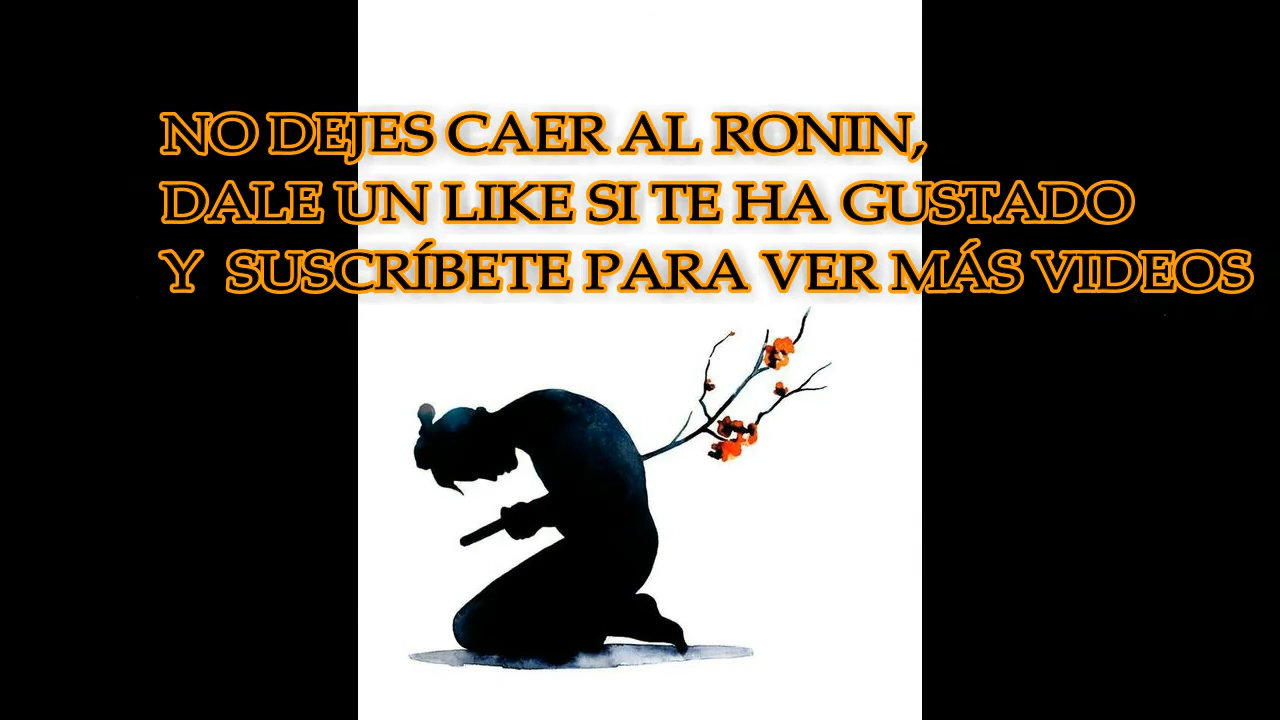 NO DEJES CAER AL RONIN,
DALE UN LIKE SI TE HA GUSTADO
Y SUSCRÍBETE PARA VER MÁS VIDEOS